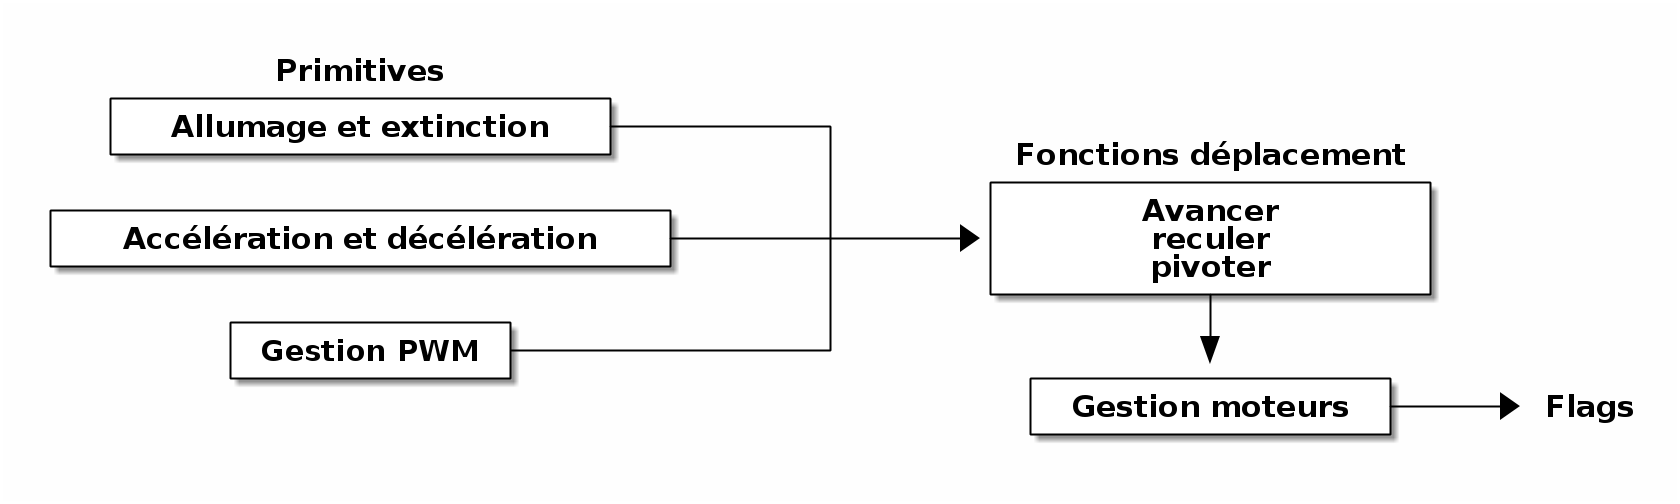 Primitives
Allumage et extinction
Accélération et décélération
Gestion PWM
Fonctions déplacement
Avancer
reculer
pivoter
Gestion moteurs
Flags